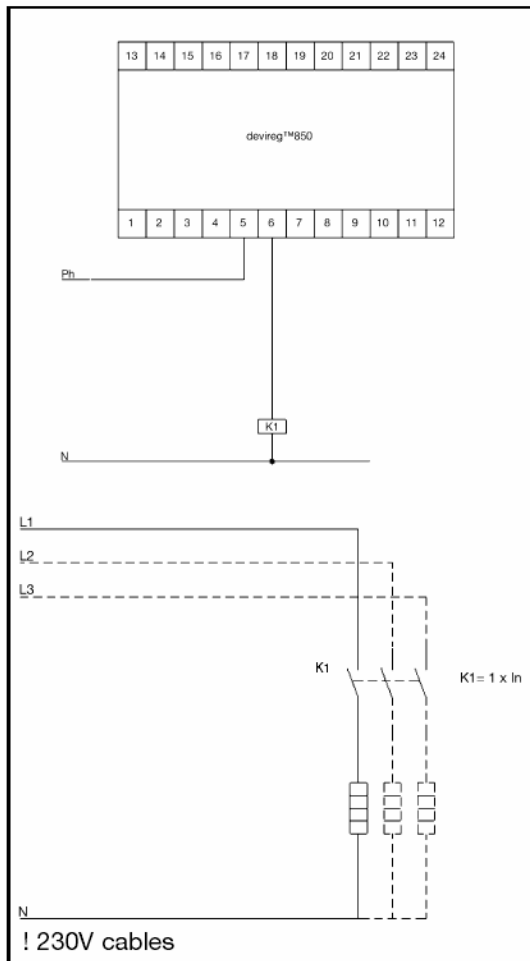 13 14 15 16 17 18 19 20 21 22 23 24
devireg™850
1 2 3 4 5 6 7 8 9 10 11 12
Ph
K1
N
L1
L2
L3
K1
K1= 1 x In
N
! 230V cables